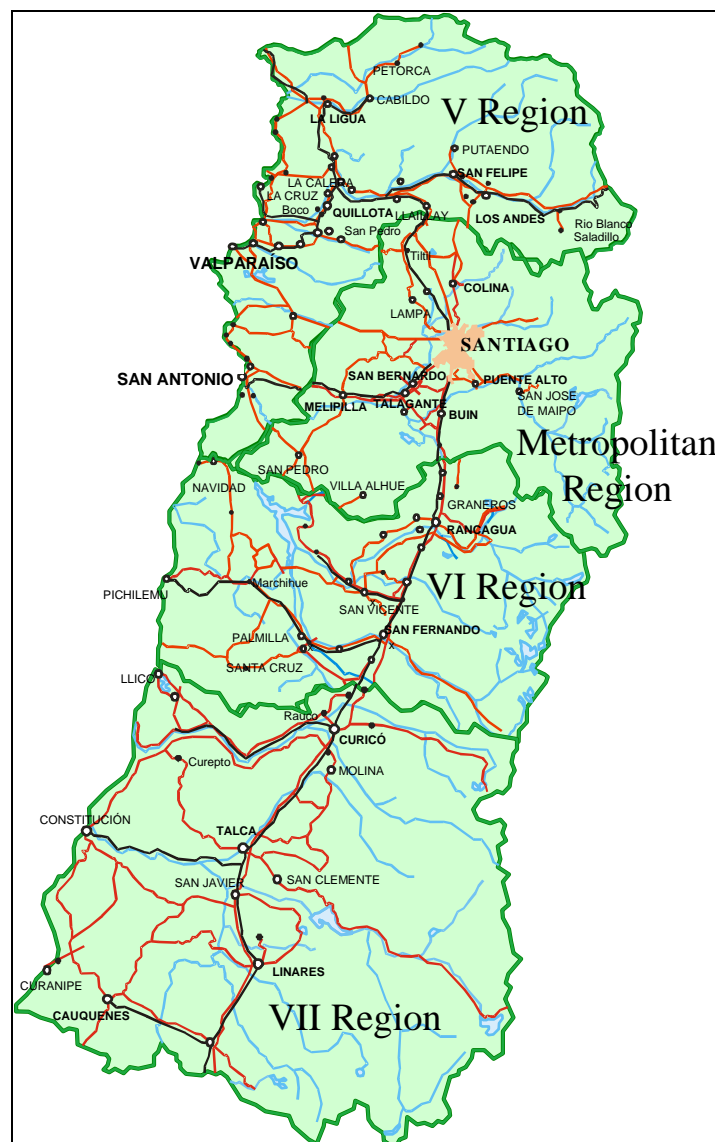 PETORCA
CABILDO
LA LIGUA
V Region
PUTAENDO
SAN FELIPE
LA CALERA
LA CRUZ
Boco
QUILLOTA
LLAILLAY
LOS ANDES
Rio Blanco
Saladillo
San Pedro
VALPARAÍSO
Tiltil
COLINA
LAMPA
SANTIAGO
SAN BERNARDO
SAN ANTONIO
PUENTE ALTO
SAN JOSE
DE MAIPO
MELIPILLA
TALAGANTE
BUIN
Metropolitan
Region
SAN PEDRO
VILLA ALHUE
NAVIDAD
GRANEROS
RANCAGUA
Marchihue
PICHILEMU
VI Region
SAN VICENTE
PALMILLA
SAN FERNANDO
x
x
SANTA CRUZ
LLICO
Rauco
CURICÓ
Curepto
MOLINA
CONSTITUCIÓN
TALCA
SAN JAVIER
SAN CLEMENTE
LINARES
CURANIPE
CAUQUENES
VII Region